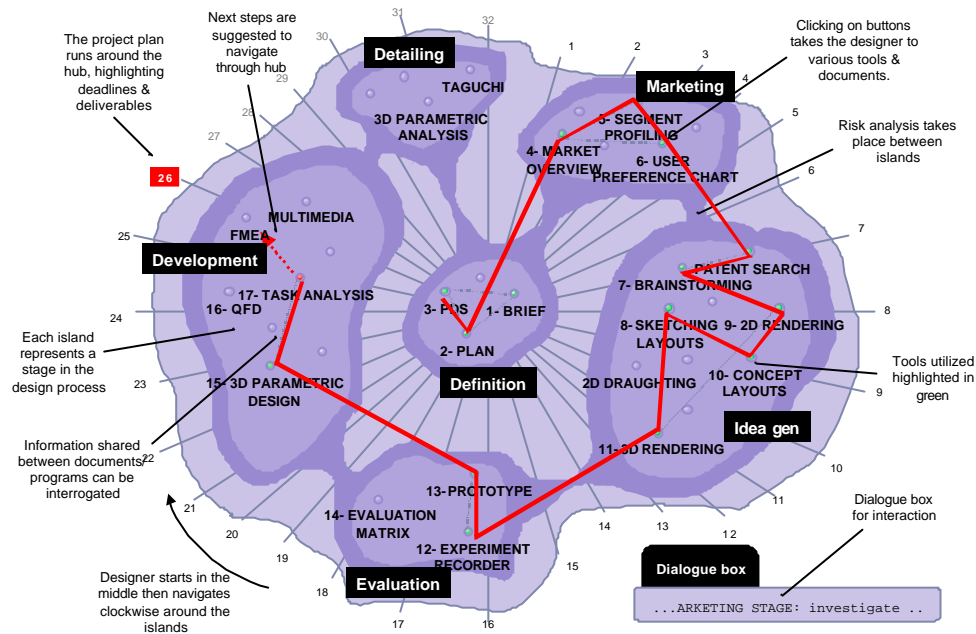 The project plan
runs around the
hub, highlighting
deadlines &
deliverables
Next steps are
suggested to
navigate
through hub
31
32
30
29
28
27
26
25
24
23
22
21
20
19
18
17
16
15
14
13
12
11
10
9
8
7
6
5
4
3
2
1
Clicking on buttons
takes the designer to
various tools &
documents.
Risk analysis takes
place between
islands
Detailing
TAGUCHI
3D PARAMETRIC
ANALYSIS
Marketing
5- SEGMENT
PROFILING
4- MARKET
OVERVIEW
6- USER
PREFERENCE CHART
MULTIMEDIA
FMEA
Development
17- TASK ANALYSIS
16- QFD
15- 3D PARAMETRIC
DESIGN
3- PDS
1- BRIEF
2- PLAN
Definition
PATENT SEARCH
7- BRAINSTORMING
8- SKETCHING
LAYOUTS
9- 2D RENDERING
2D DRAUGHTING
10- CONCEPT
LAYOUTS
Idea gen
11- 3D RENDERING
13- PROTOTYPE
14- EVALUATION
MATRIX
12- EXPERIMENT
RECORDER
Evaluation
Each island
represents a
stage in the
design process
Information shared
between documents/
programs can be
interrogated
Designer starts in the
middle then navigates
clockwise around the
islands
Tools utilized
highlighted in
green
Dialogue box
for interaction
Dialogue box
...ARKETING STAGE: investigate ..